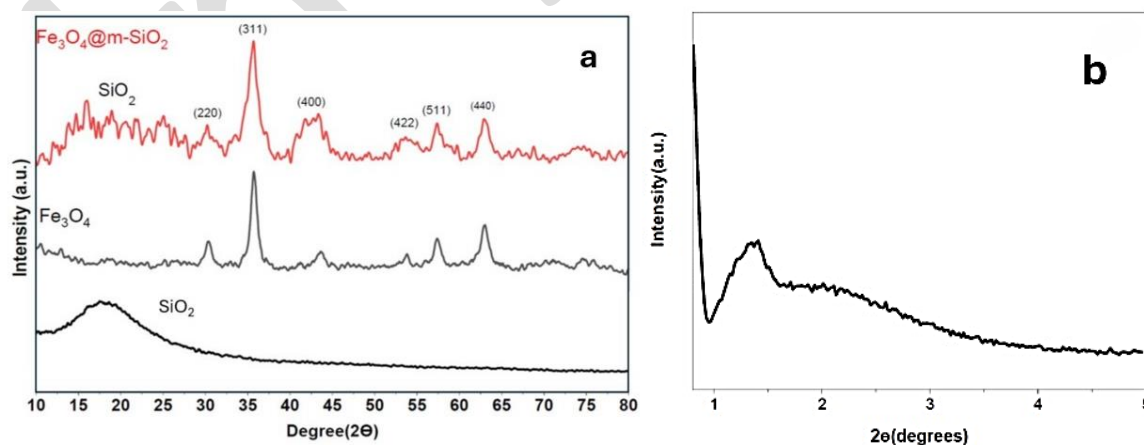 a
Fe₃O₄@m-SiO₂
SiO₂
(220)
(311)
(400)
(422)
(511)
(440)
Fe₃O₄
SiO₂
Intensity (a.u.)
10 15 20 25 30 35 40 45 50 55 60 65 70 75 80
Degree(2Θ)
b
Intensity(a.u.)
1 2 3 4 5
2ɵ(degrees)